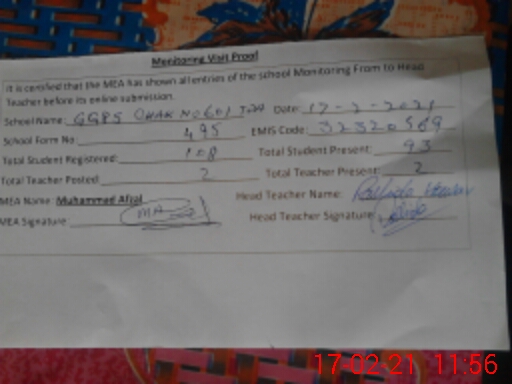 Monitoring Visit Proof
It is certified that the MEA has shown all entries of the school Monitoring From to Head
Teacher before its online submission.
School Name: GGPS CHAK NO 601 TDA Date: 17-2-2021
School Form No: 495 EMIS Code: 32320569
Total Student Registered: 108 Total Student Present: 93
Total Teacher Posted: 2 Total Teacher Present: 2
MEA Name: Muhammad Afzal Head Teacher Name:
MEA Signature: MA Head Teacher Signature
17-02-21 11:56